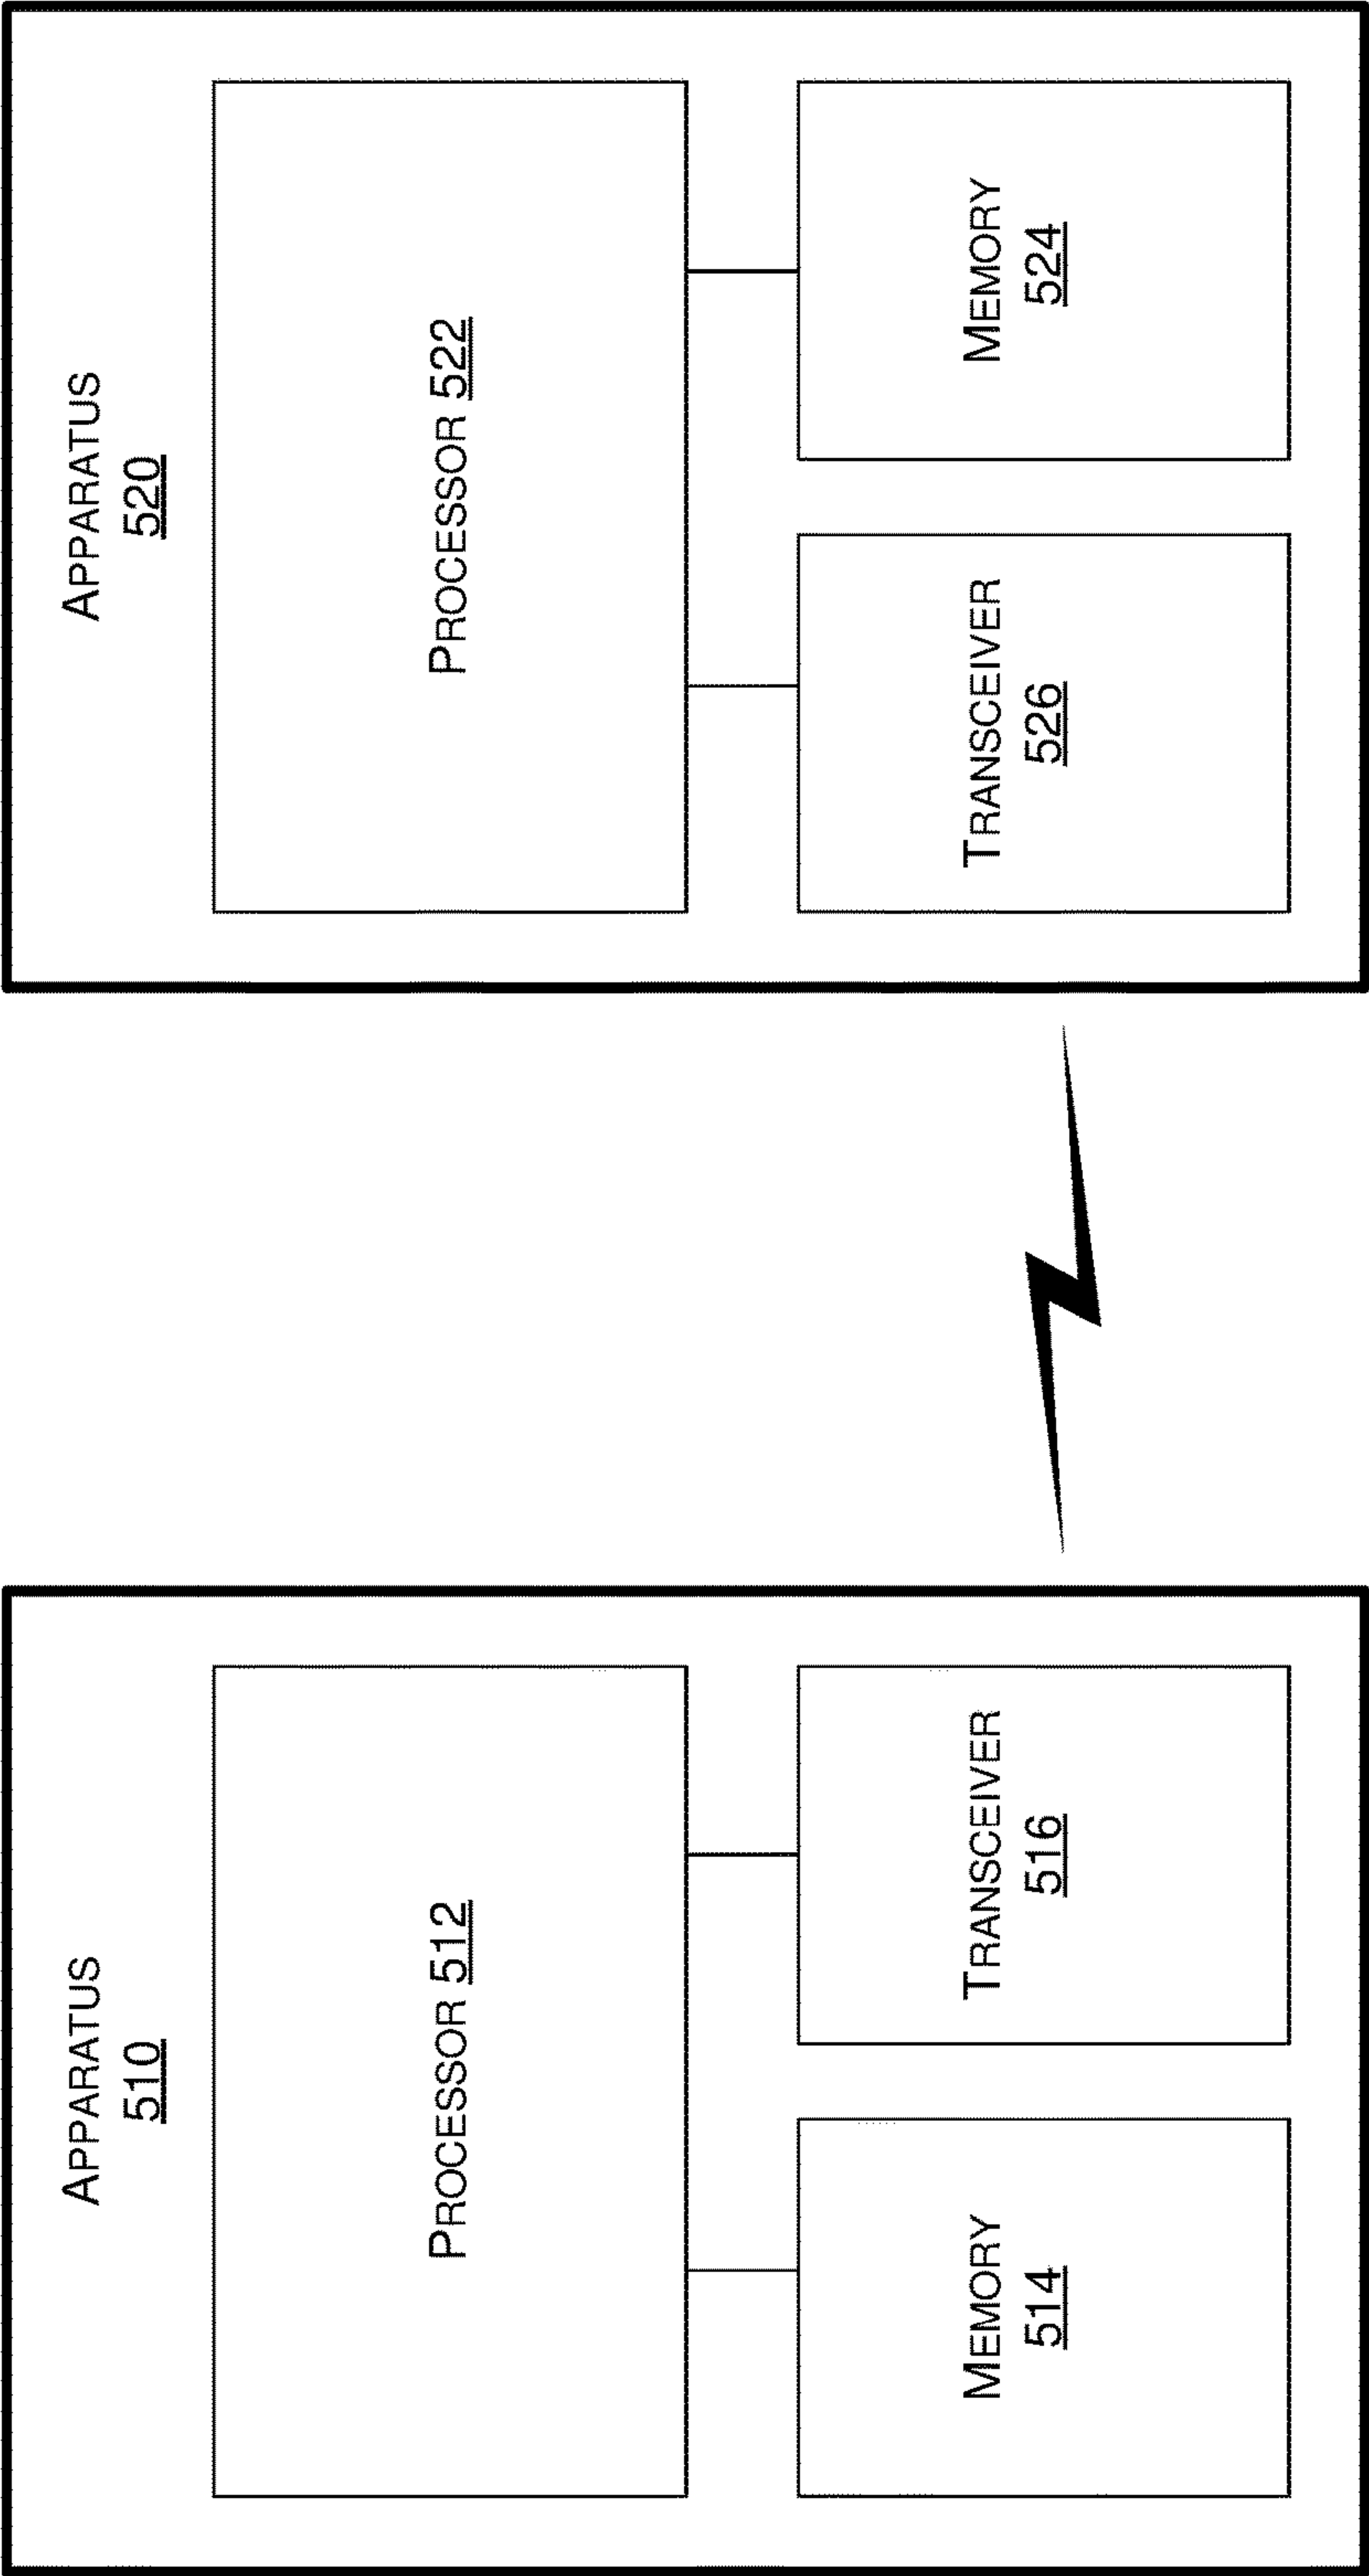 APPARATUS
510
PROCESSOR 512
MEMORY
514
TRANSCEIVER
516
APPARATUS
520
PROCESSOR 522
TRANSCEIVER
526
MEMORY
524